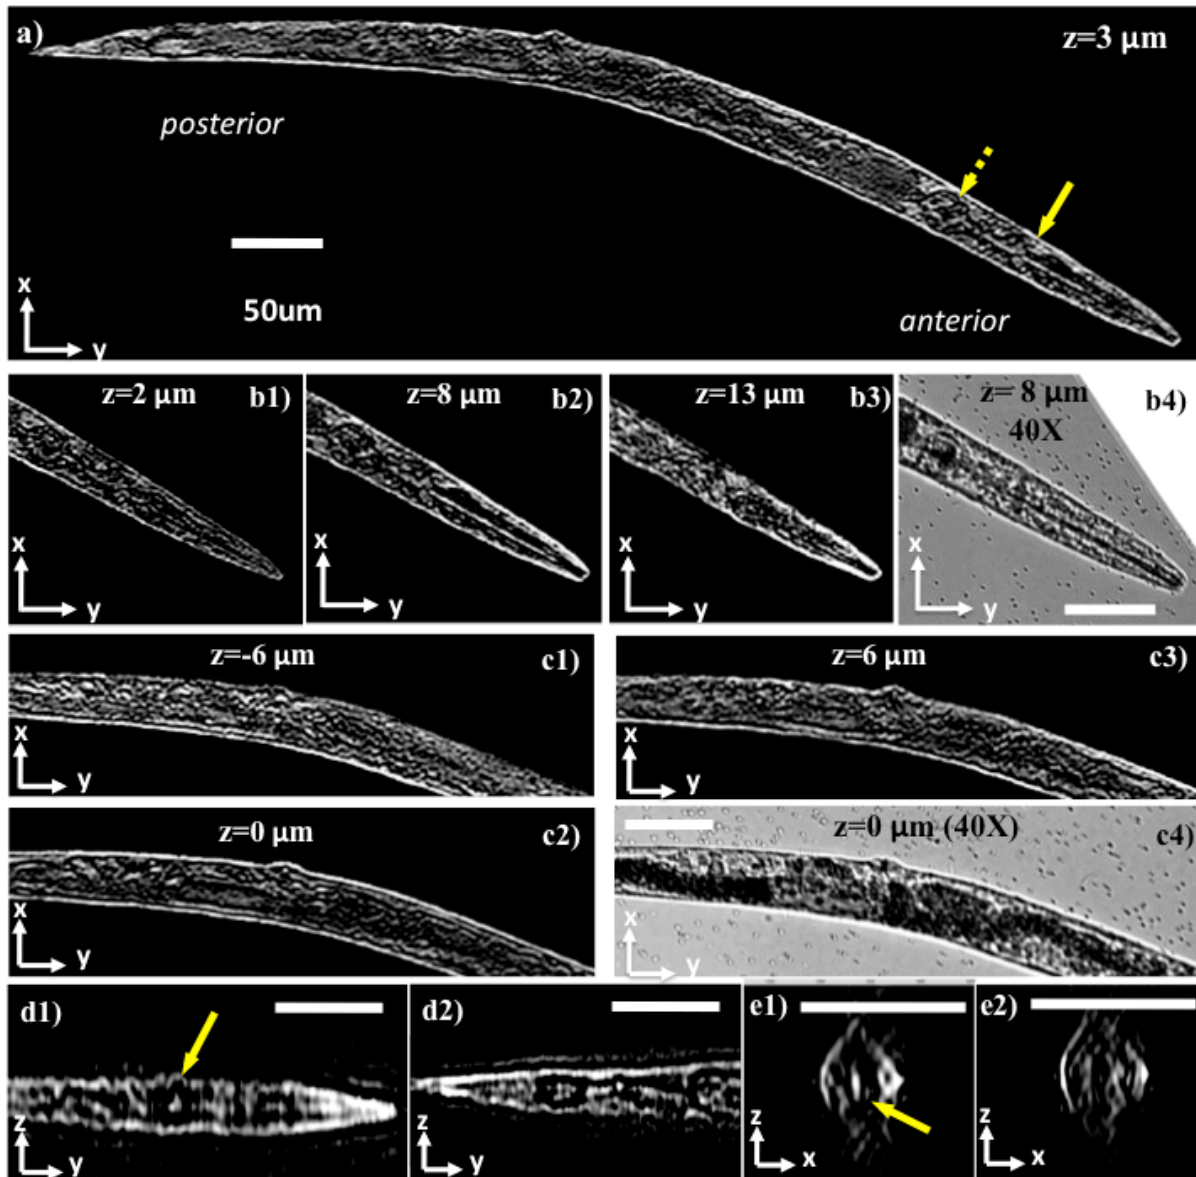 a)
z=3 μm
posterior
50um
anterior
x
y
z=2 μm
b1)
x
y
z=8 μm
b2)
x
y
z=13 μm
b3)
x
y
z= 8 μm
b4)
40X
x
y
z=-6 μm
c1)
x
y
z=6 μm
c3)
x
y
z=0 μm
c2)
x
y
z=0 μm (40X)
c4)
x
y
d1)
z
y
d2)
z
y
e1)
z
x
e2)
z
x